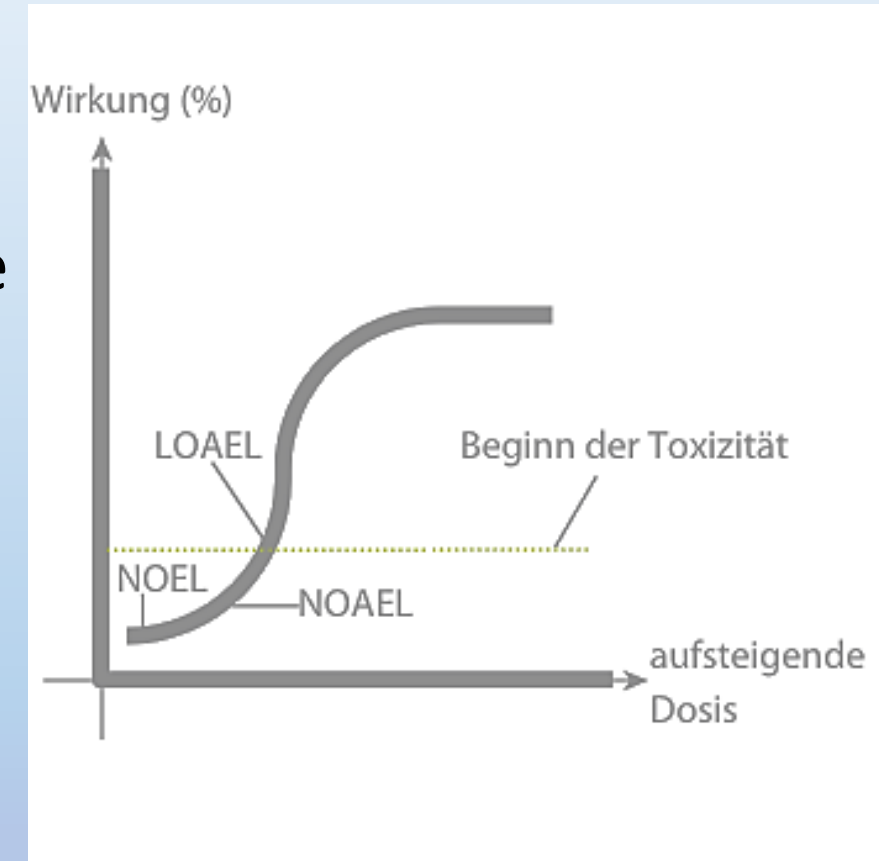 Wirkung (%)
e
LOAEL
Beginn der Toxizität
NOEL
NOAEL
aufsteigende
Dosis